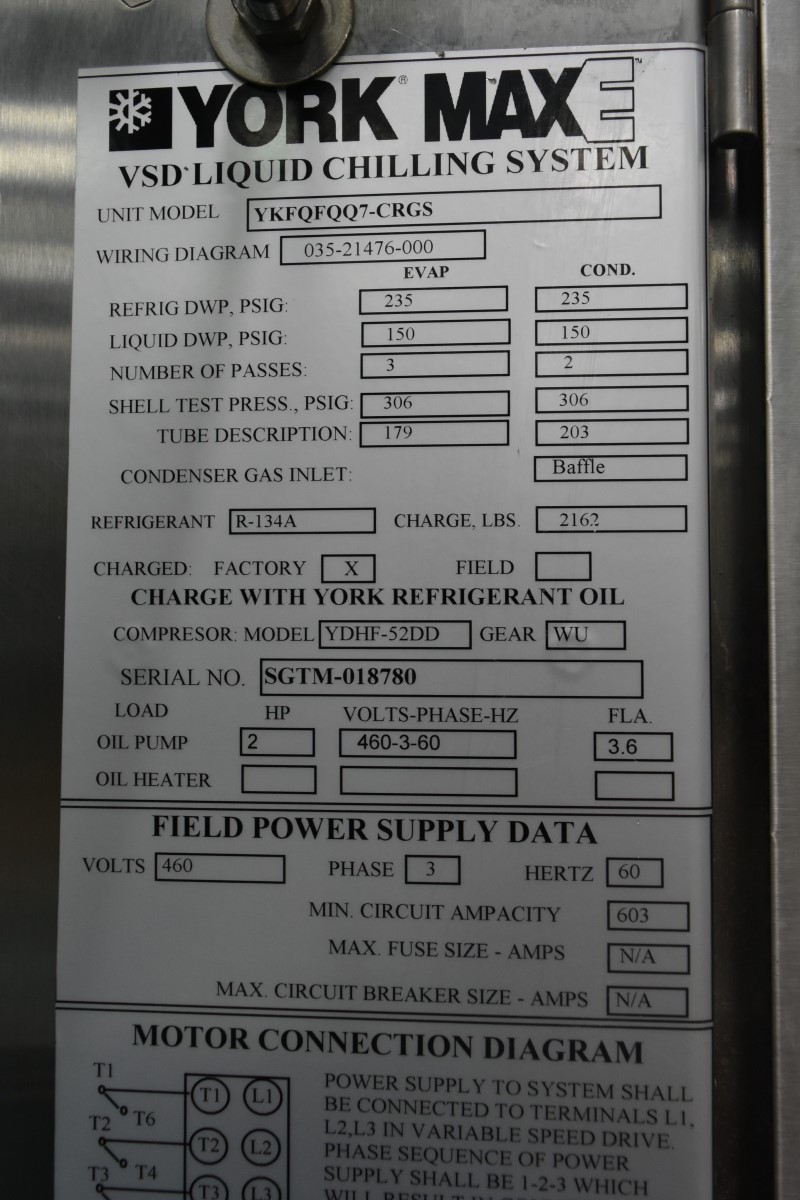 YORK® MAXE™
VSD LIQUID CHILLING SYSTEM
UNIT MODEL YKFQFQQ7-CRGS
WIRING DIAGRAM 035-21476-000
EVAP COND.
REFRIG DWP, PSIG: 235 235
LIQUID DWP, PSIG: 150 150
NUMBER OF PASSES: 3 2
SHELL TEST PRESS., PSIG: 306 306
TUBE DESCRIPTION: 179 203
CONDENSER GAS INLET: Baffle
REFRIGERANT R-134A CHARGE, LBS. 2162
CHARGED: FACTORY X FIELD
CHARGE WITH YORK REFRIGERANT OIL
COMPRESOR: MODEL YDHF-52DD GEAR WU
SERIAL NO. SGTM-018780
LOAD HP VOLTS-PHASE-HZ FLA.
OIL PUMP 2 460-3-60 3.6
OIL HEATER
FIELD POWER SUPPLY DATA
VOLTS 460 PHASE 3 HERTZ 60
MIN. CIRCUIT AMPACITY 603
MAX. FUSE SIZE - AMPS N/A
MAX. CIRCUIT BREAKER SIZE - AMPS N/A
MOTOR CONNECTION DIAGRAM
T1 T1 L1
T6
T2 T2 L2
T4
T3 T3 L3
POWER SUPPLY TO SYSTEM SHALL
BE CONNECTED TO TERMINALS L1,
L2,L3 IN VARIABLE SPEED DRIVE.
PHASE SEQUENCE OF POWER
SUPPLY SHALL BE 1-2-3 WHICH
WILL RESULT IN